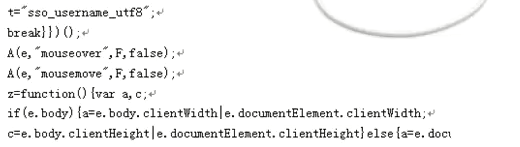 t="sso_username_utf8";↵
break}})();↵
A(e,"mouseover",F,false);↵
A(e,"mousemove",F,false);↵
z=function(){var a,c;↵
if(e.body){a=e.body.clientWidth|e.documentElement.clientWidth;↵
c=e.body.clientHeight|e.documentElement.clientHeight}else{a=e.docu